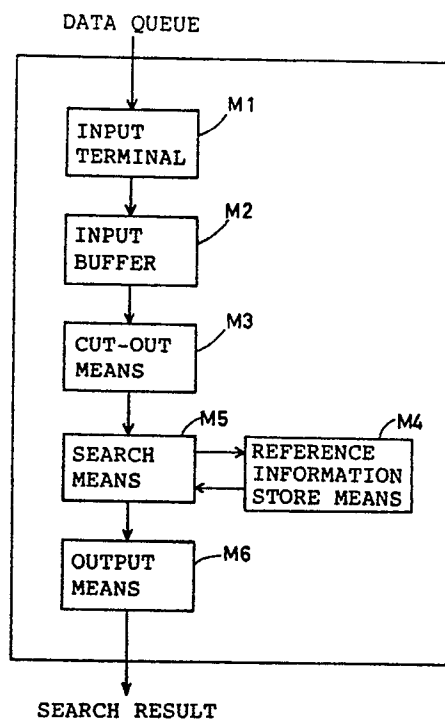 DATA QUEUE
M1
INPUT
TERMINAL
M2
INPUT
BUFFER
M3
CUT-OUT
MEANS
M5
SEARCH
MEANS
M4
REFERENCE
INFORMATION
STORE MEANS
M6
OUTPUT
MEANS
SEARCH RESULT